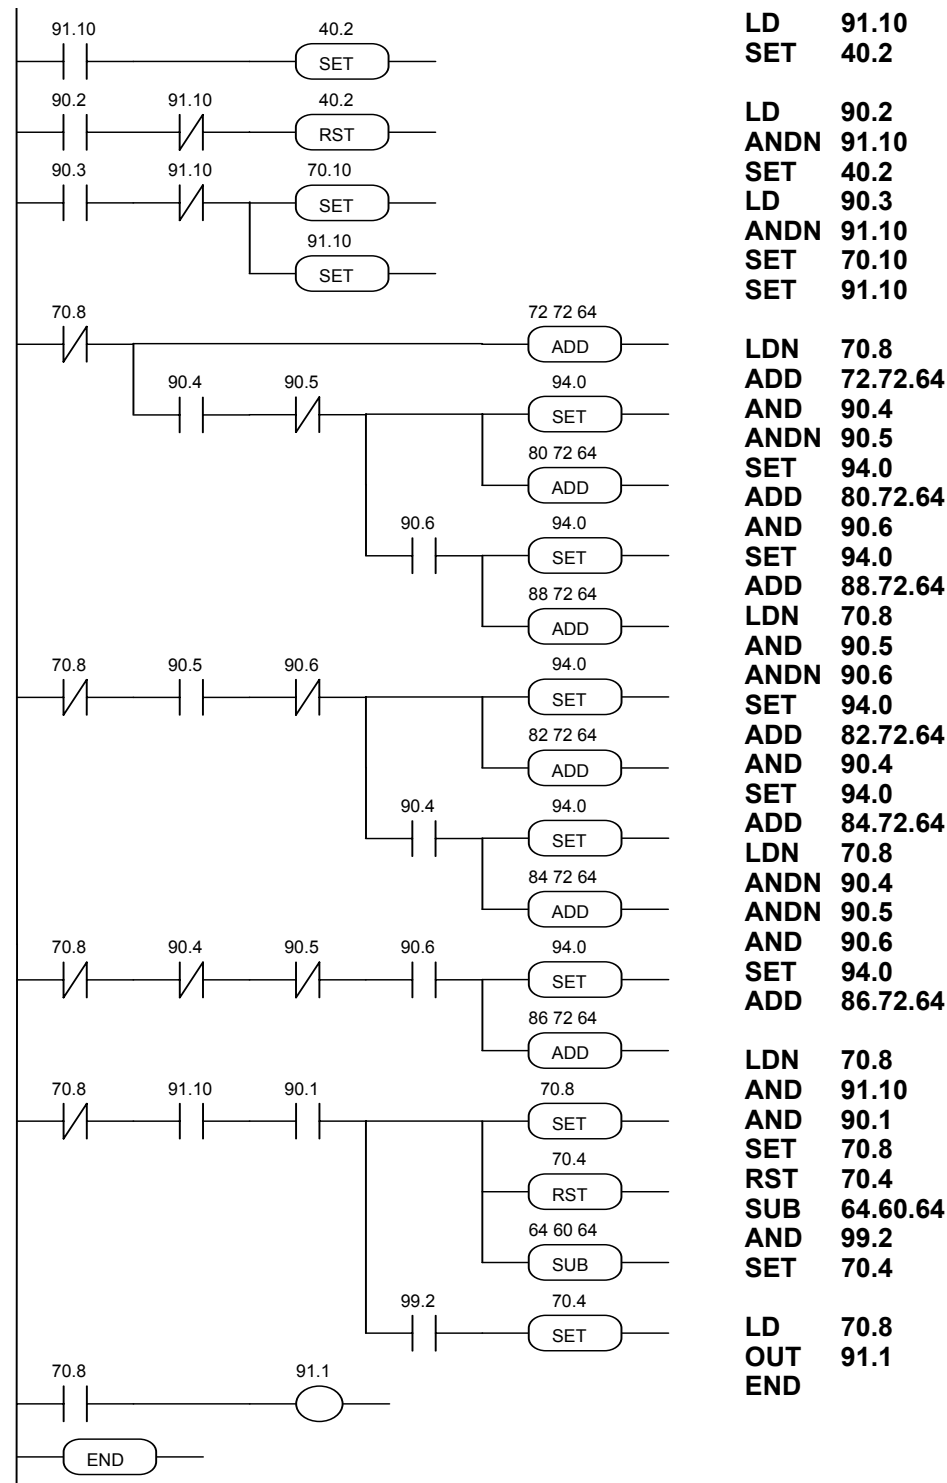 91.10 40.2
SET
90.2 91.10 40.2
RST
90.3 91.10 70.10
SET
91.10
SET
70.8 72 72 64
ADD
90.4 90.5 94.0
SET
80 72 64
ADD
90.6 94.0
SET
88 72 64
ADD
70.8 90.5 90.6 94.0
SET
82 72 64
ADD
90.4 94.0
SET
84 72 64
ADD
70.8 90.4 90.5 90.6 94.0
SET
86 72 64
ADD
70.8 91.10 90.1 70.8
SET
70.4
RST
64 60 64
SUB
99.2 70.4
SET
70.8 91.1
END
LD 91.10
SET 40.2
LD 90.2
ANDN 91.10
SET 40.2
LD 90.3
ANDN 91.10
SET 70.10
SET 91.10
LDN 70.8
ADD 72.72.64
AND 90.4
ANDN 90.5
SET 94.0
ADD 80.72.64
AND 90.6
SET 94.0
ADD 88.72.64
LDN 70.8
AND 90.5
ANDN 90.6
SET 94.0
ADD 82.72.64
AND 90.4
SET 94.0
ADD 84.72.64
LDN 70.8
ANDN 90.4
ANDN 90.5
AND 90.6
SET 94.0
ADD 86.72.64
LDN 70.8
AND 91.10
AND 90.1
SET 70.8
RST 70.4
SUB 64.60.64
AND 99.2
SET 70.4
LD 70.8
OUT 91.1
END